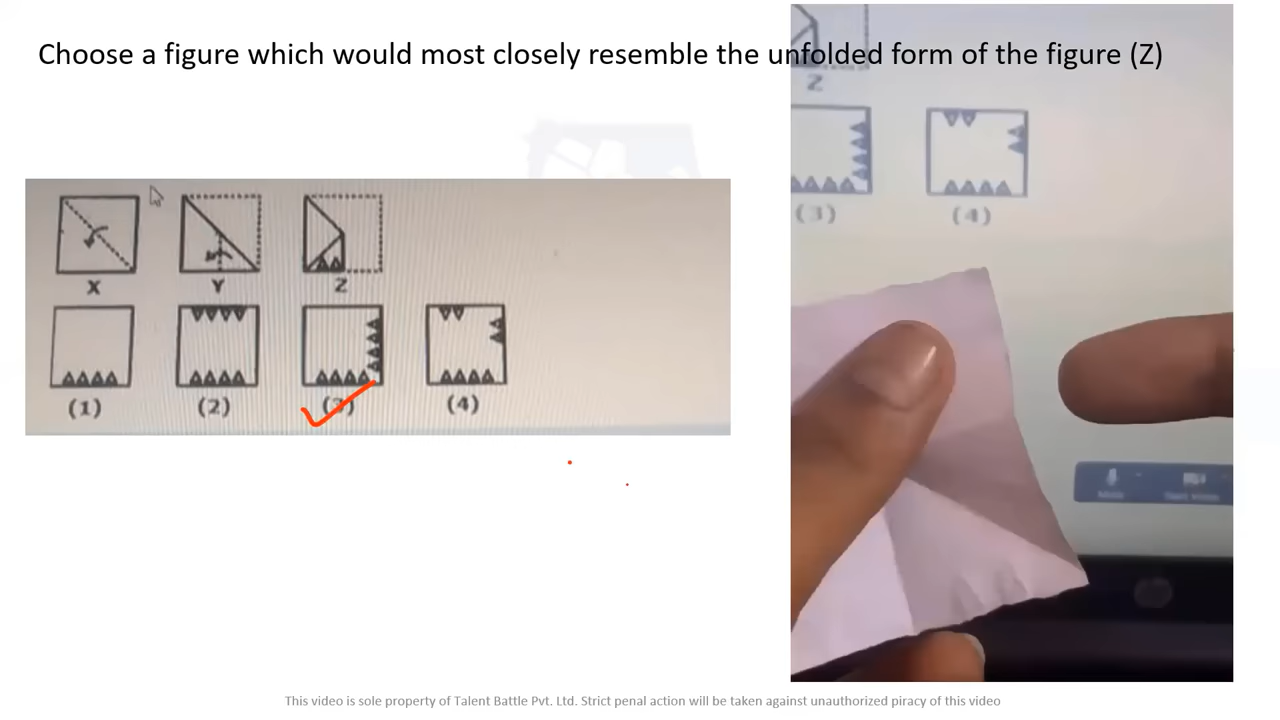 Choose a figure which would most closely resemble the unfolded form of the figure (Z)
X Y Z
(1) (2) (3) (4)
Z
(3) (4)
This video is sole property of Talent Battle Pvt. Ltd. Strict penal action will be taken against unauthorized piracy of this video